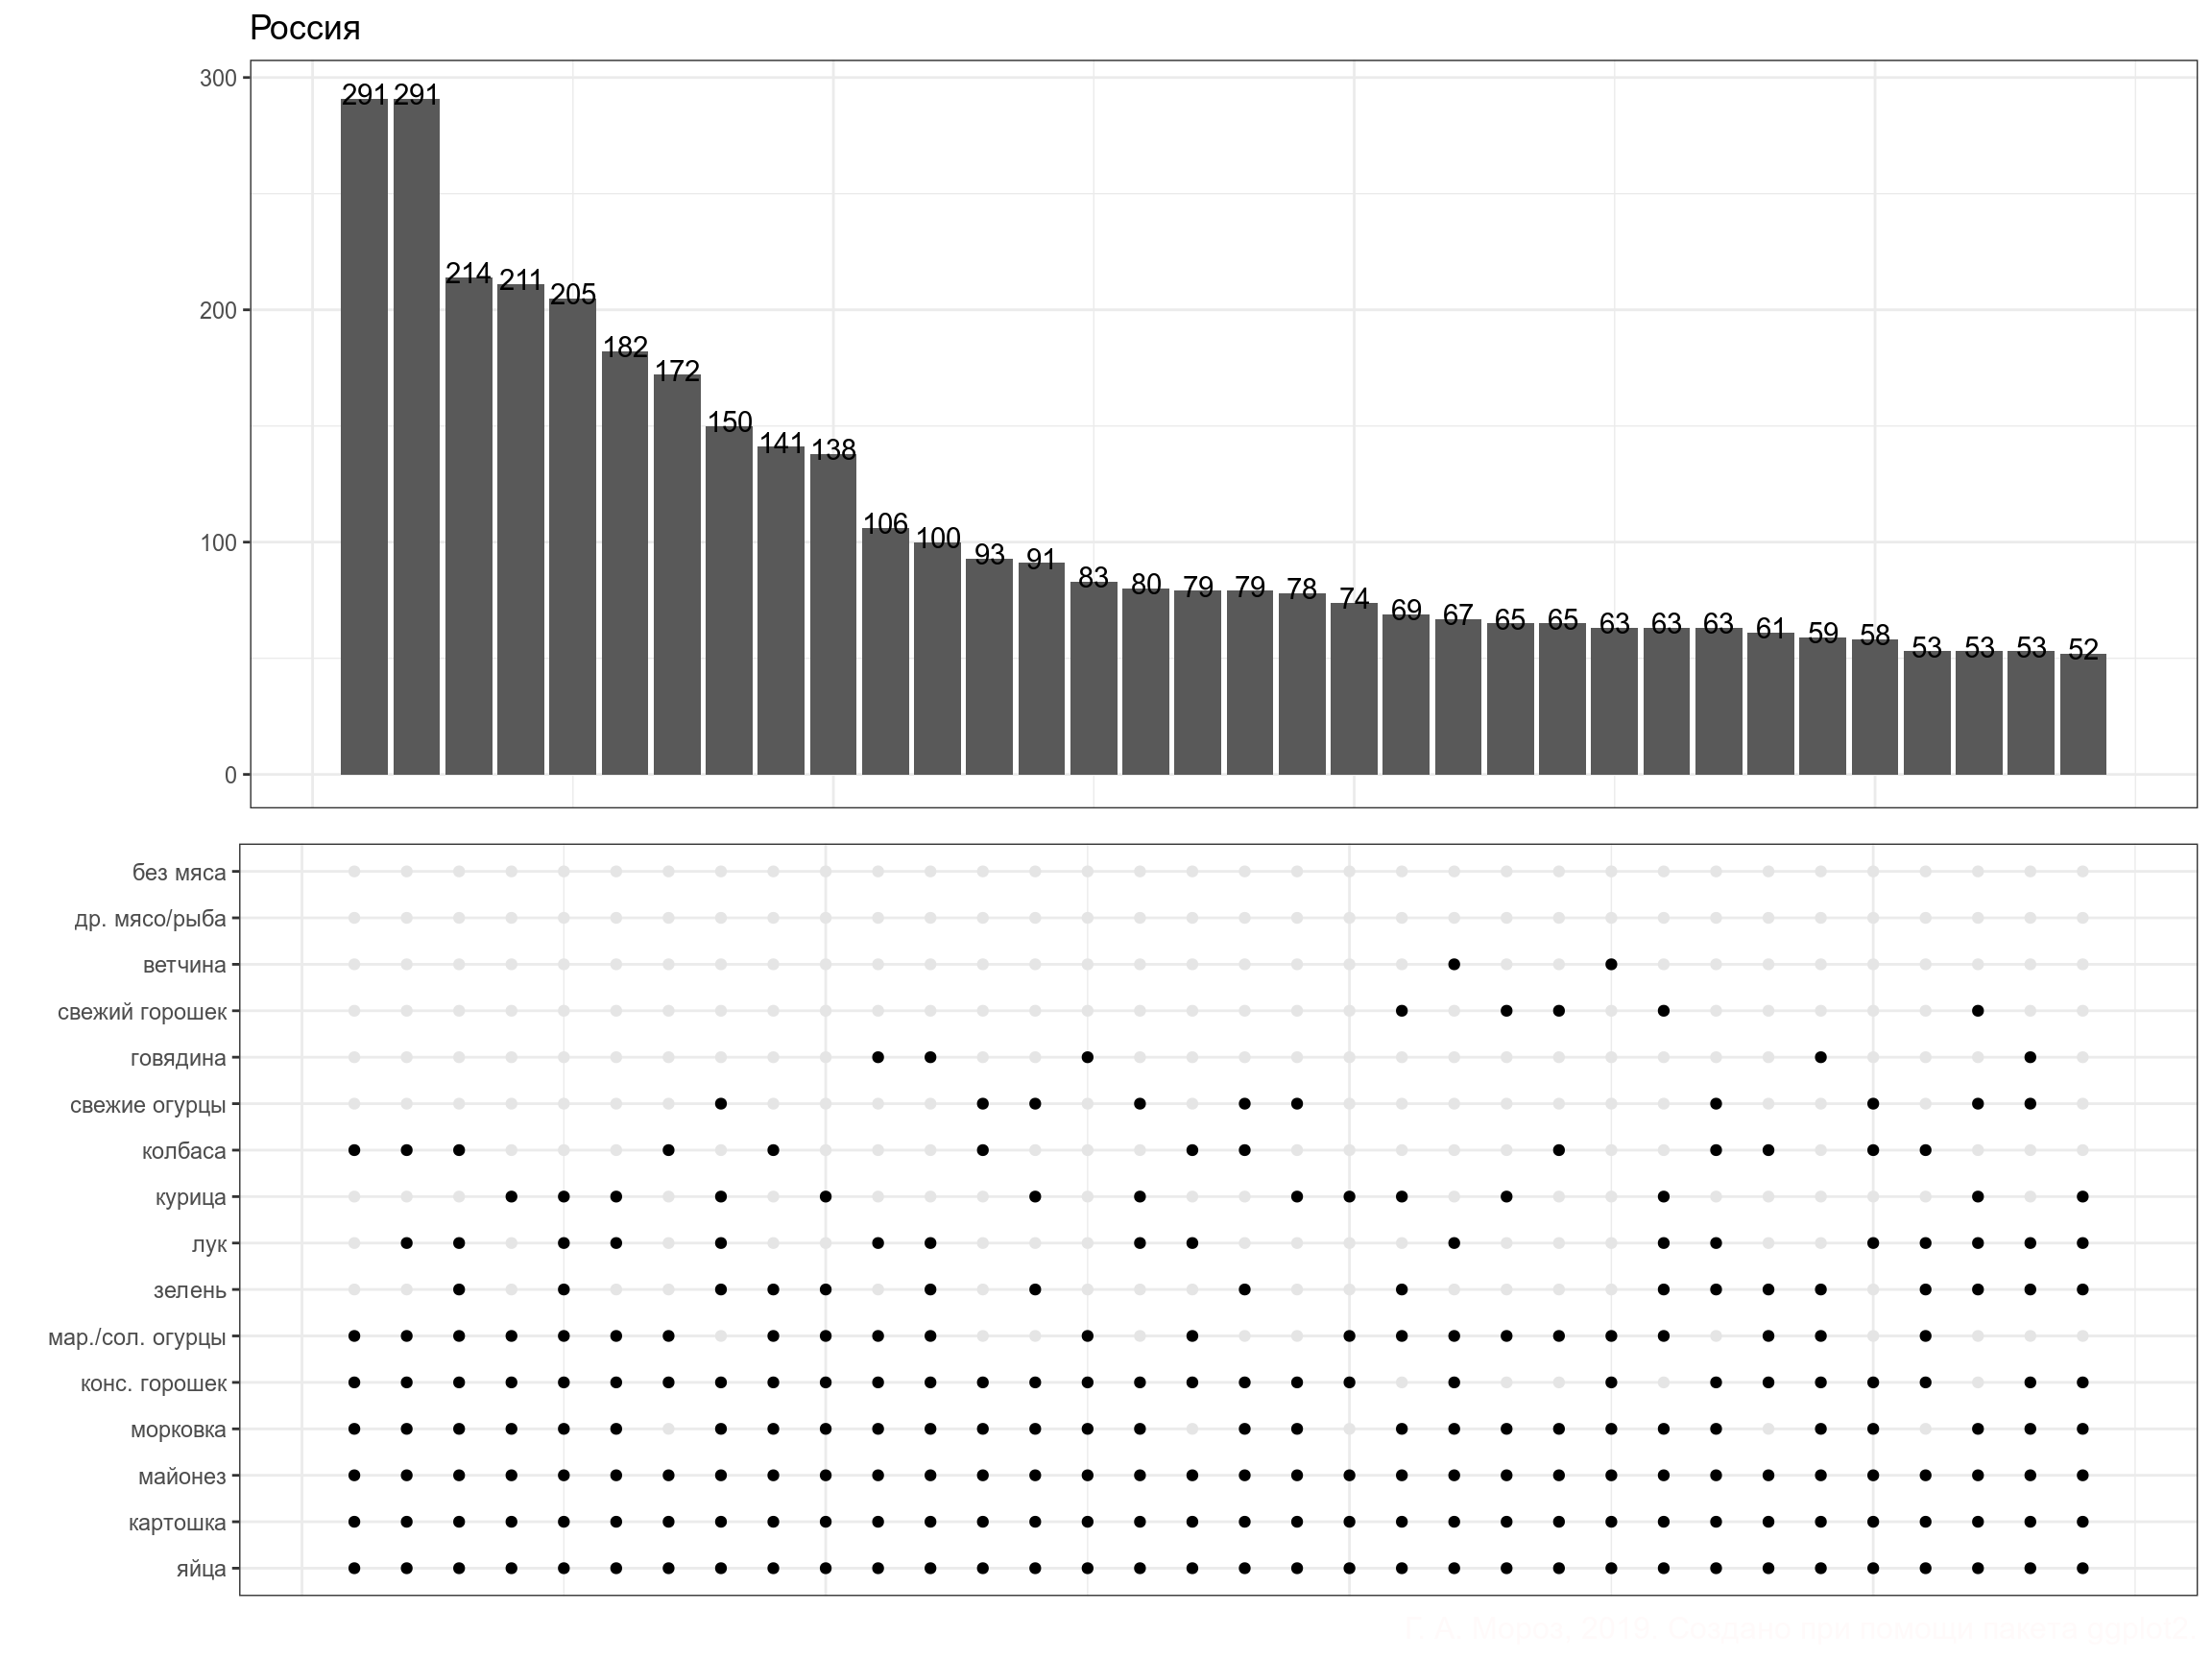 Россия
300
200
100
0
291 291 214 211 205 182 172 150 141 138 106 100 93 91 83 80 79 79 78 74 69 67 65 65 63 63 63 61 59 58 53 53 53 52
без мяса
др. мясо/рыба
ветчина
свежий горошек
говядина
свежие огурцы
колбаса
курица
лук
зелень
мар./сол. огурцы
конс. горошек
морковка
майонез
картошка
яйца
Г. А. Мороз, 2019. Создано при помощи пакета ggplot2.